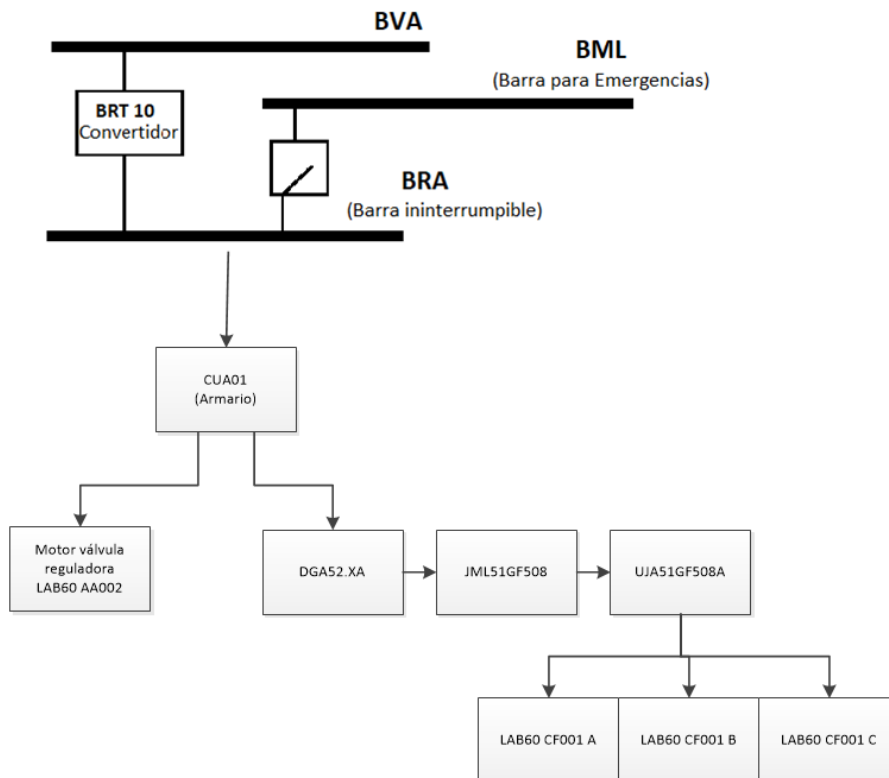 BVA
BML
(Barra para Emergencias)
BRT 10
Convertidor
BRA
(Barra ininterrumpible)
CUA01
(Armario)
Motor válvula
reguladora
LAB60 AA002
DGA52.XA
JML51GF508
UJA51GF508A
LAB60 CF001 A
LAB60 CF001 B
LAB60 CF001 C